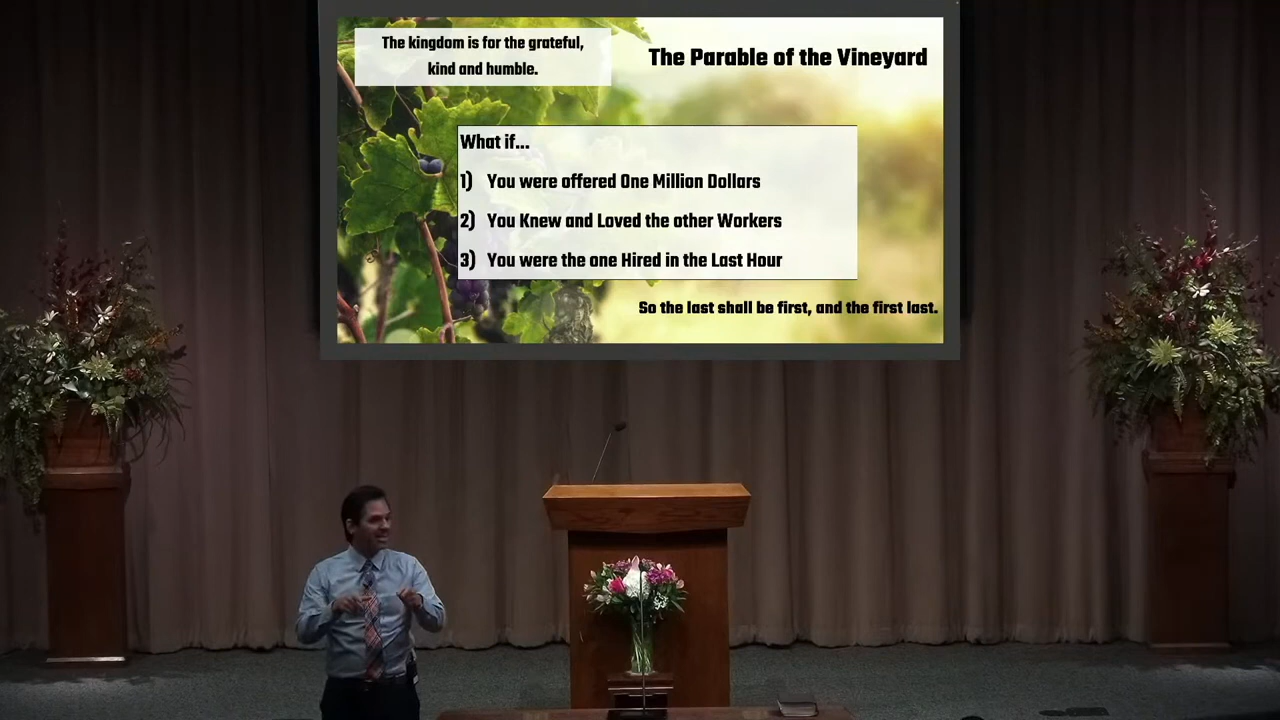 The kingdom is for the grateful,
kind and humble.
The Parable of the Vineyard
What if...
1) You were offered One Million Dollars
2) You Knew and Loved the other Workers
3) You were the one Hired in the Last Hour
So the last shall be first, and the first last.